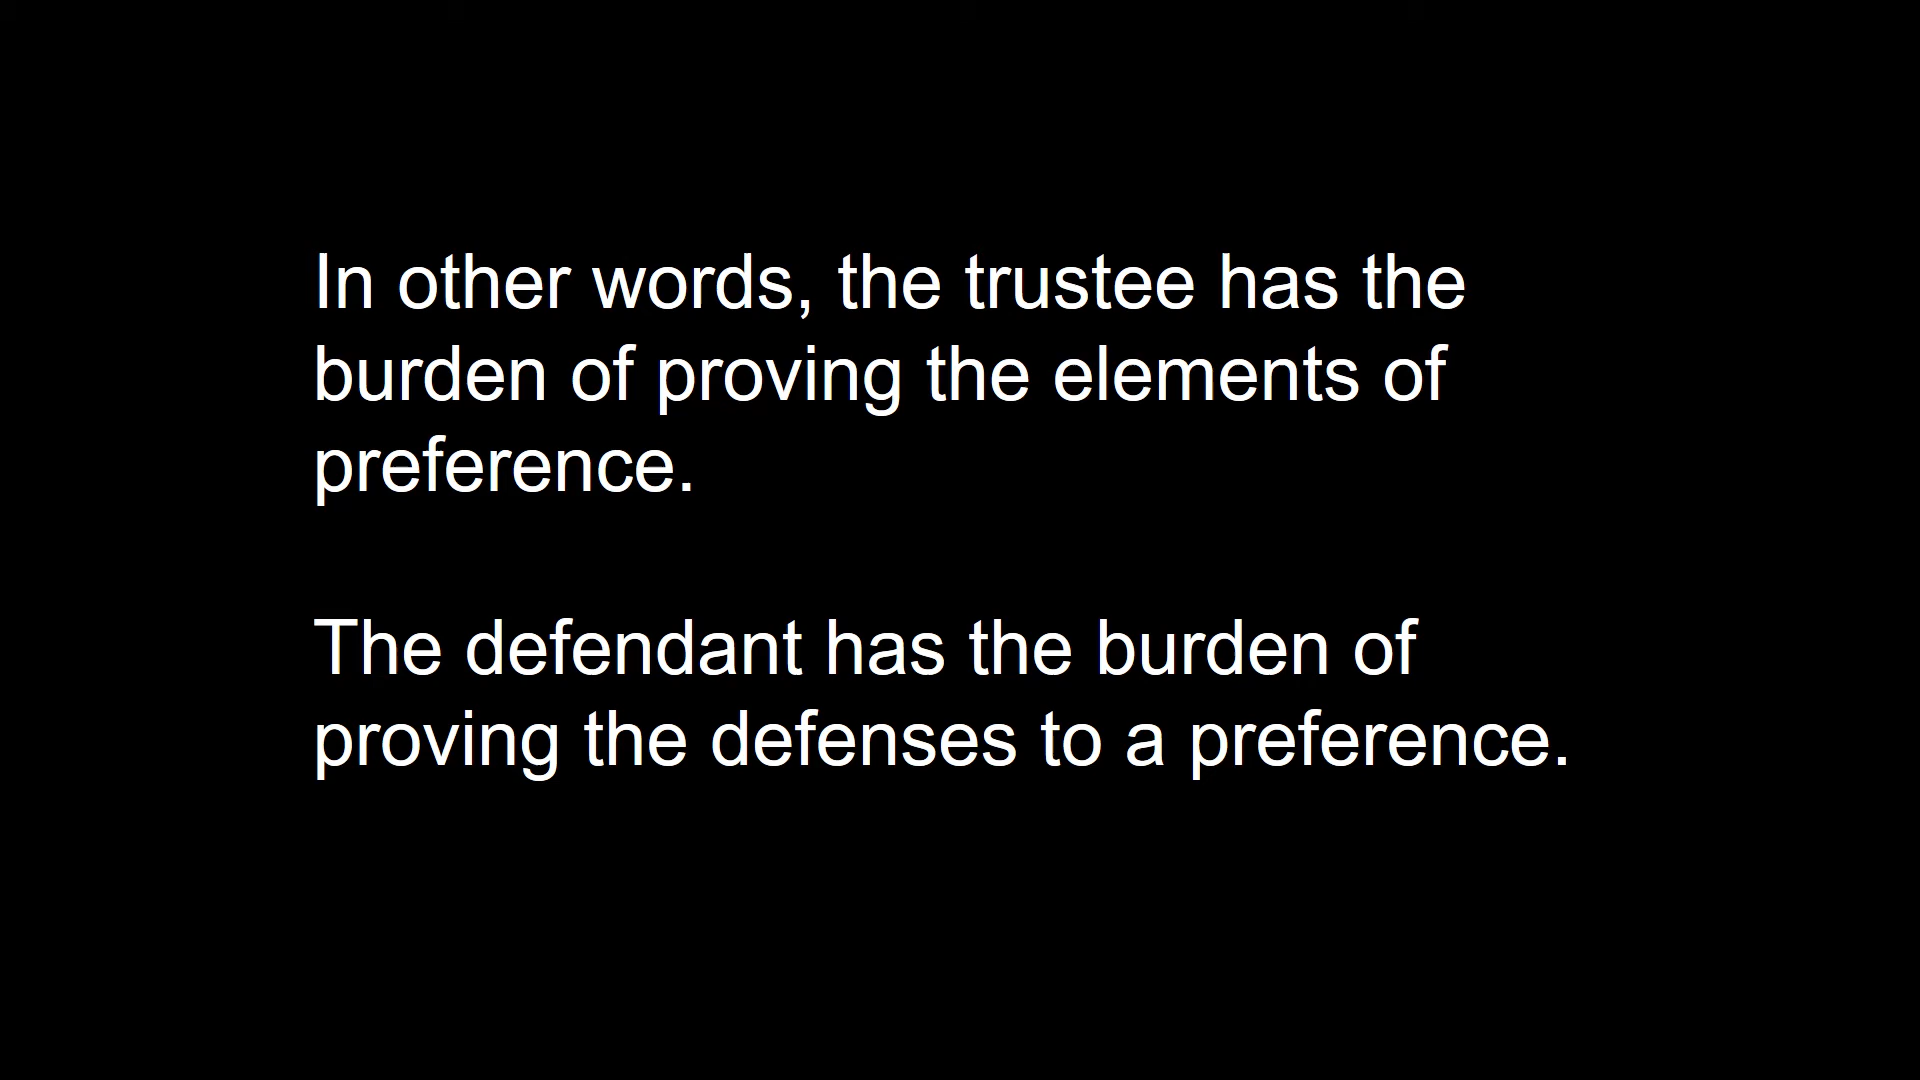 In other words, the trustee has the
burden of proving the elements of
preference.
The defendant has the burden of
proving the defenses to a preference.